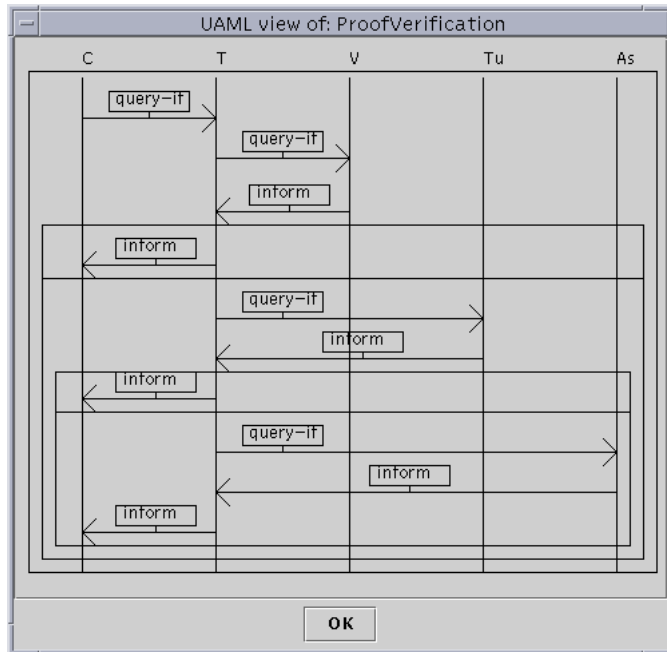 UAML view of: ProofVerification
C T V Tu As
query-if
query-if
inform
inform
query-if
inform
inform
query-if
inform
inform
OK